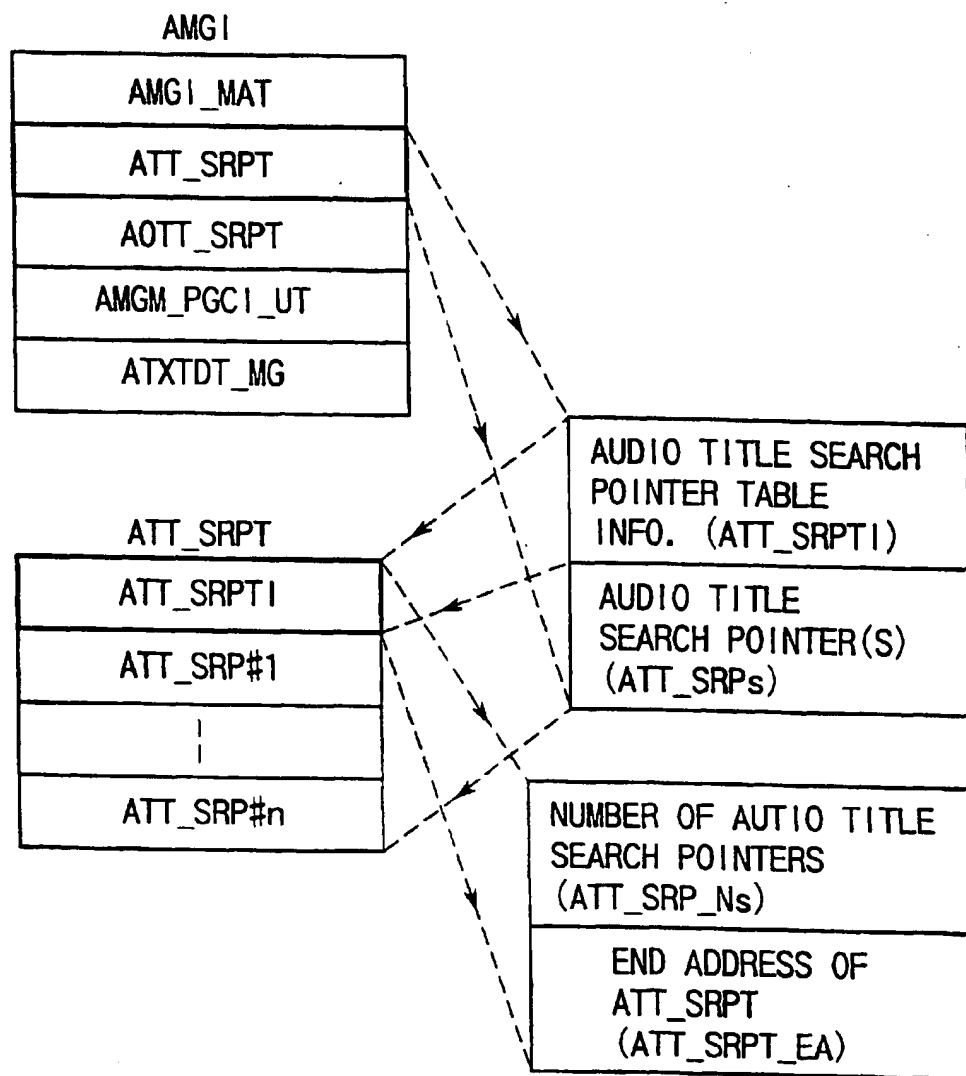 AMGI
AMGI_MAT
ATT_SRPT
AOTT_SRPT
AMGM_PGCI_UT
ATXTDT_MG
AUDIO TITLE SEARCH
POINTER TABLE
INFO. (ATT_SRPTI)
AUDIO TITLE
SEARCH POINTER(S)
(ATT_SRPs)
ATT_SRPT
ATT_SRPTI
ATT_SRP#1
ATT_SRP#n
NUMBER OF AUTIO TITLE
SEARCH POINTERS
(ATT_SRP_Ns)
END ADDRESS OF
ATT_SRPT
(ATT_SRPT_EA)